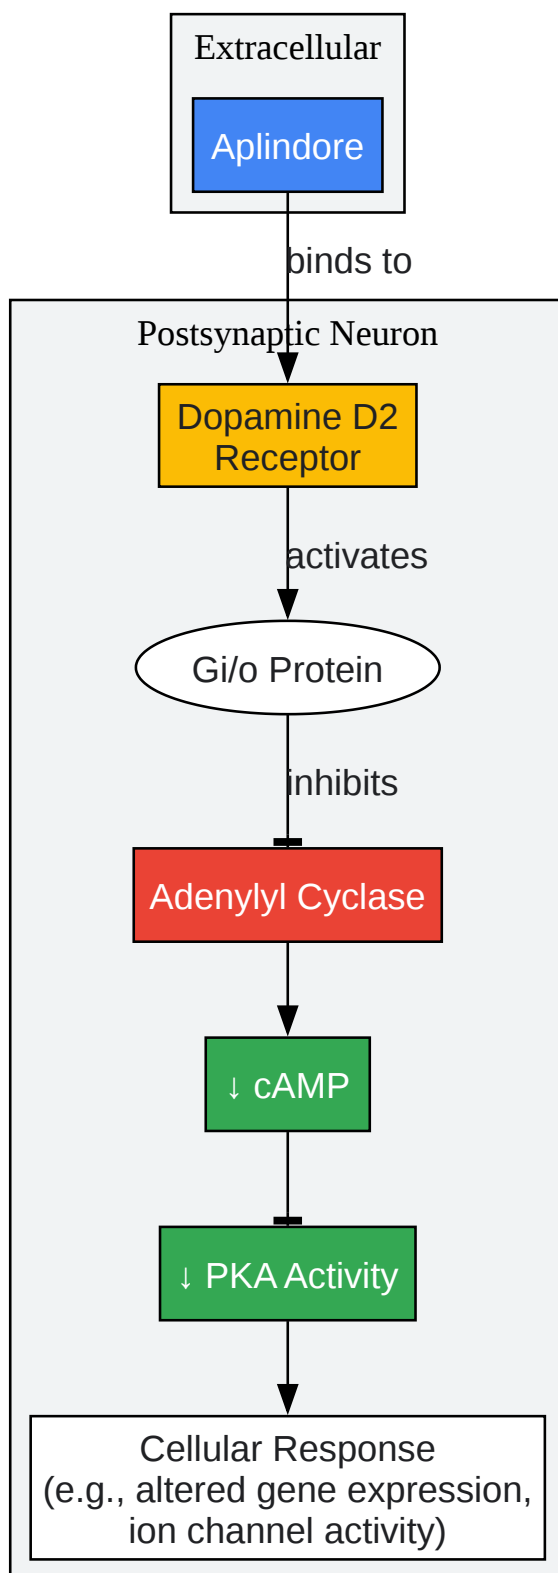 Extracellular
Aplindore
binds to
Postsynaptic Neuron
Dopamine D2
Receptor
activates
Gi/o Protein
inhibits
Adenylyl Cyclase
↓ cAMP
↓ PKA Activity
Cellular Response
(e.g., altered gene expression,
ion channel activity)